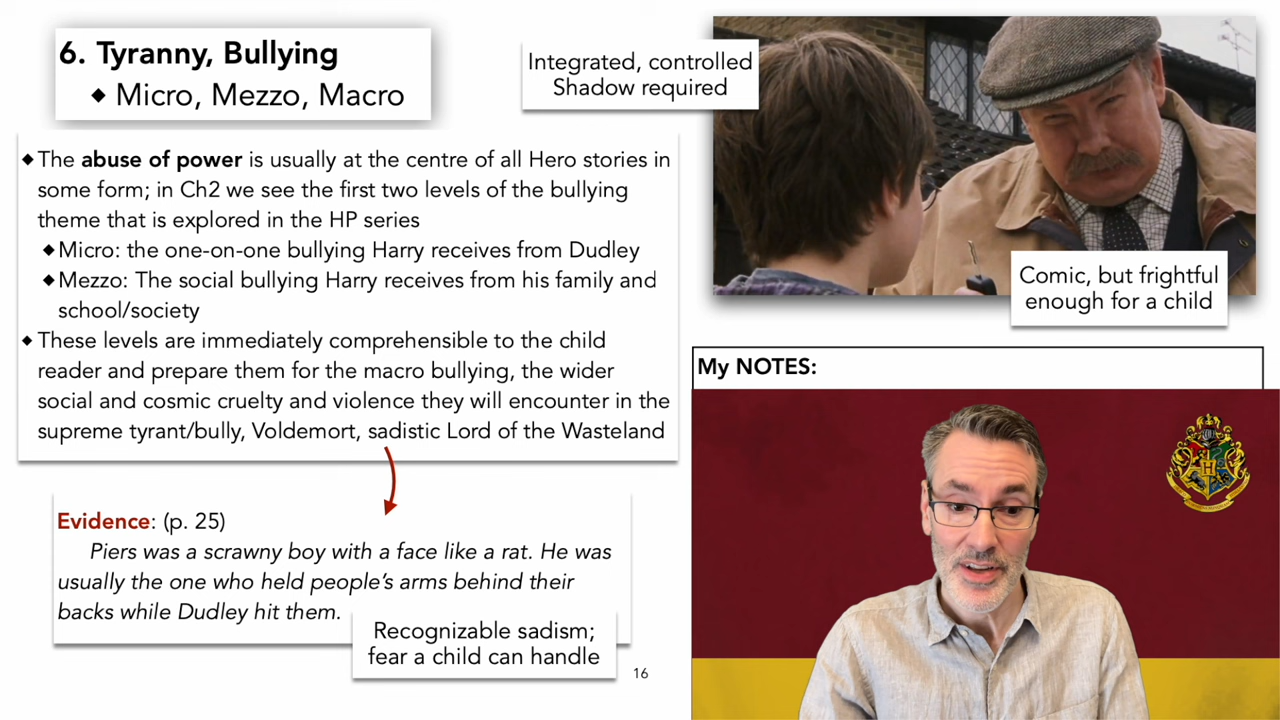 6. Tyranny, Bullying
◆ Micro, Mezzo, Macro
Integrated, controlled
Shadow required
◆The abuse of power is usually at the centre of all Hero stories in
some form; in Ch2 we see the first two levels of the bullying
theme that is explored in the HP series
◆Micro: the one-on-one bullying Harry receives from Dudley
◆Mezzo: The social bullying Harry receives from his family and
school/society
◆These levels are immediately comprehensible to the child
reader and prepare them for the macro bullying, the wider
social and cosmic cruelty and violence they will encounter in the
supreme tyrant/bully, Voldemort, sadistic Lord of the Wasteland
Comic, but frightful
enough for a child
My NOTES:
Evidence: (p. 25)
Piers was a scrawny boy with a face like a rat. He was
usually the one who held people's arms behind their
backs while Dudley hit them.
Recognizable sadism;
fear a child can handle
16
H